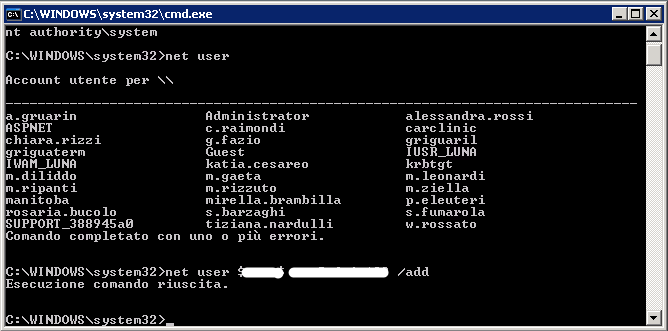 C:\WINDOWS\system32\cmd.exe
nt authority\system
C:\WINDOWS\system32>net user
Account utente per \\
-------------------------------------------------------------------------------
a.gruarin Administrator alessandra.rossi
ASPNET c.raimondi carclinic
chiara.rizzi g.fazio griguaril
griguaterm Guest IUSR_LUNA
IWAM_LUNA katia.cesareo krbtgt
m.diliddo m.gaeta m.leonardi
m.ripanti m.rizzuto m.ziella
manitoba mirella.brambilla p.eleuteri
rosaria.bucolo s.barzaghi s.fumarola
SUPPORT_388945a0 tiziana.nardulli w.rossato
Comando completato con uno o più errori.
C:\WINDOWS\system32>net user /add
Esecuzione comando riuscita.
C:\WINDOWS\system32>_